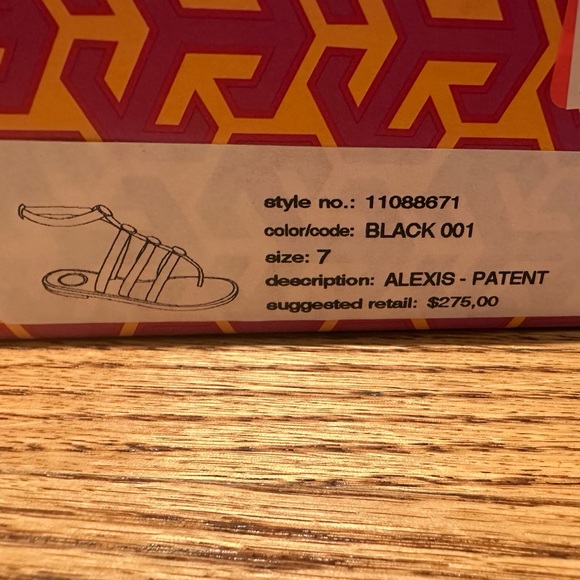 style no.: 11088671
color/code: BLACK 001
size: 7
description: ALEXIS - PATENT
suggested retail: $275,00